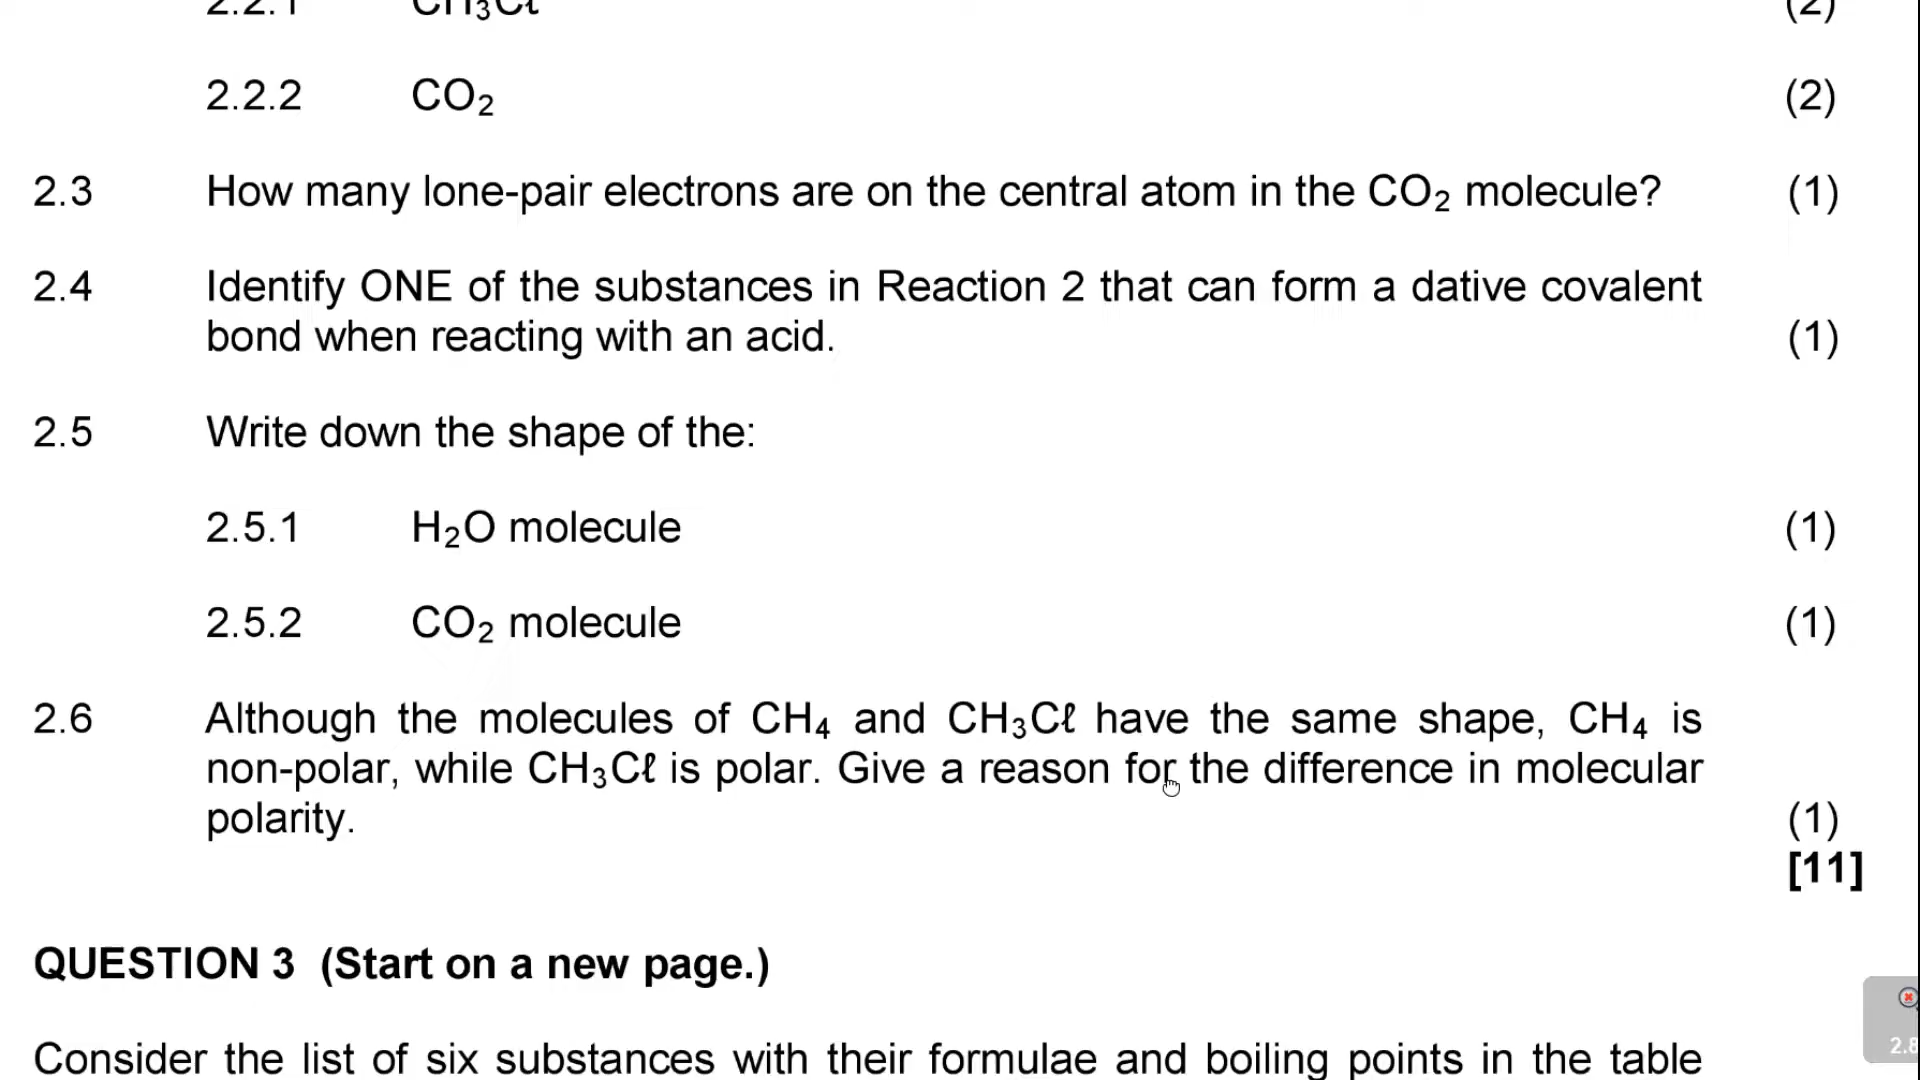 2.2.1 CH₃Cℓ (2)
2.2.2 CO₂ (2)
2.3 How many lone-pair electrons are on the central atom in the CO₂ molecule? (1)
2.4 Identify ONE of the substances in Reaction 2 that can form a dative covalent
bond when reacting with an acid. (1)
2.5 Write down the shape of the:
2.5.1 H₂O molecule (1)
2.5.2 CO₂ molecule (1)
2.6 Although the molecules of CH₄ and CH₃Cℓ have the same shape, CH₄ is
non-polar, while CH₃Cℓ is polar. Give a reason for the difference in molecular
polarity. (1)
[11]
QUESTION 3 (Start on a new page.)
Consider the list of six substances with their formulae and boiling points in the table